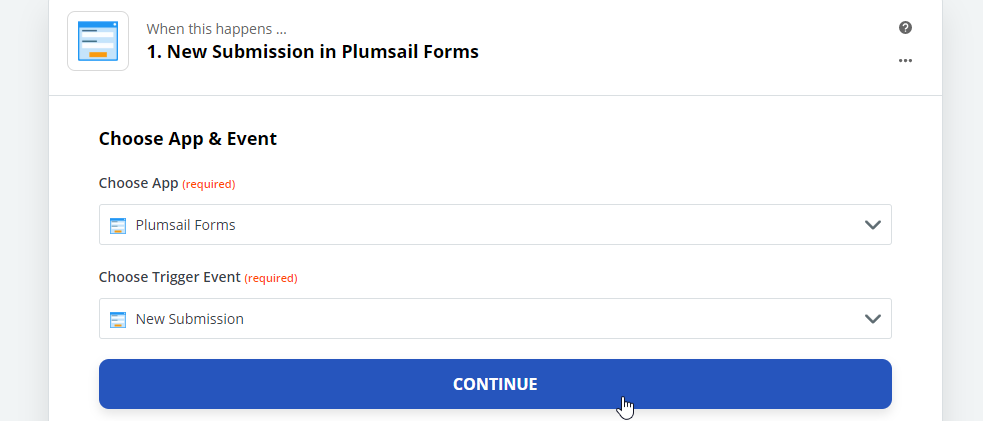 When this happens ...
1. New Submission in Plumsail Forms
Choose App & Event
Choose App (required)
Plumsail Forms
Choose Trigger Event (required)
New Submission
CONTINUE